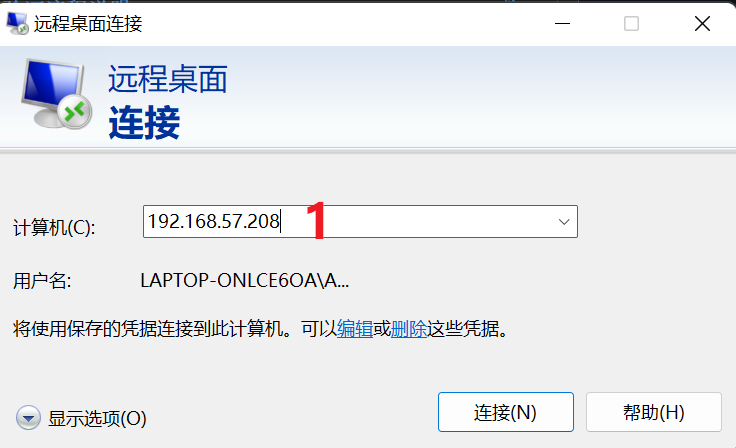 远程桌面连接
远程桌面
连接
计算机(C): 192.168.57.208 1
用户名: LAPTOP-ONLCE6OA\A...
将使用保存的凭据连接到此计算机。可以编辑或删除这些凭据。
显示选项(O) 连接(N) 帮助(H)